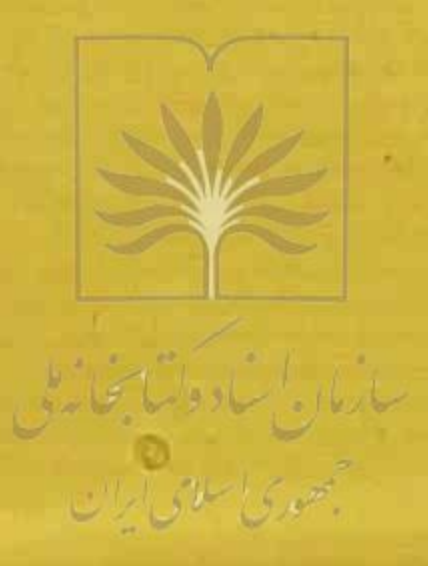 سازمان اسناد و کتابخانه ملی
جمهوری اسلامی ایران